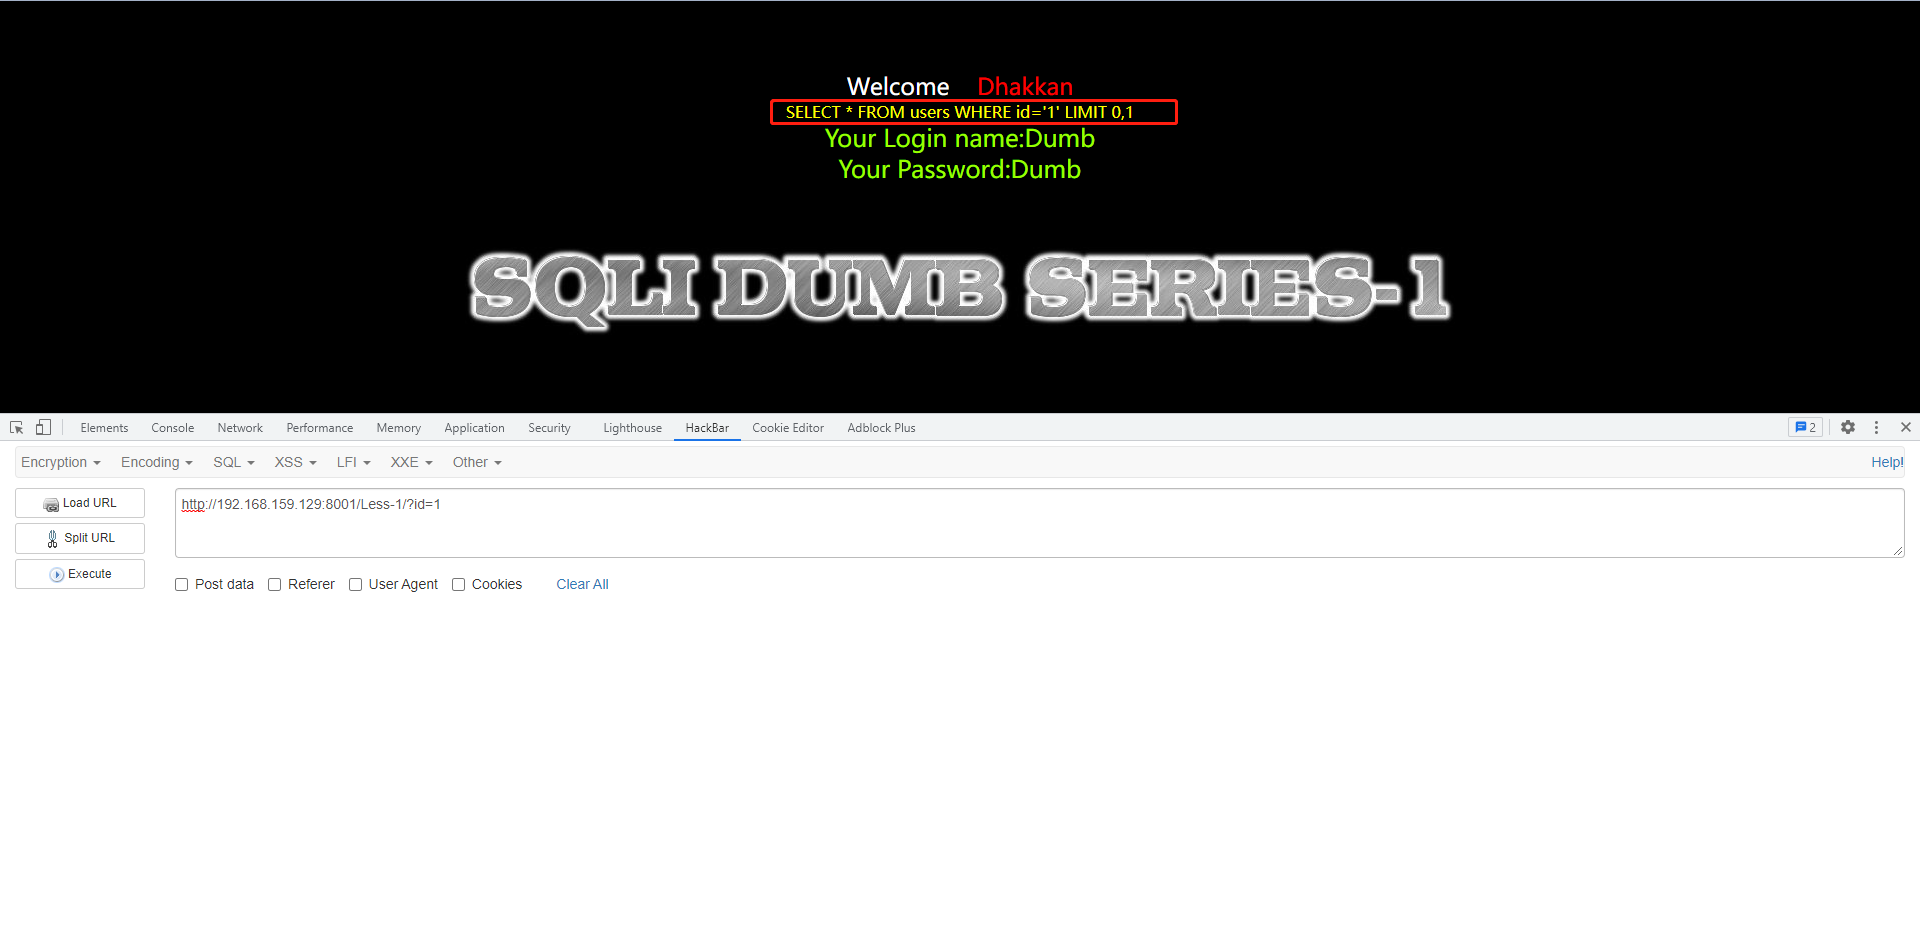 Welcome Dhakkan
SELECT * FROM users WHERE id='1' LIMIT 0,1
Your Login name:Dumb
Your Password:Dumb
SQLI DUMB SERIES-1
Elements Console Network Performance Memory Application Security Lighthouse HackBar Cookie Editor Adblock Plus 2
Encryption Encoding SQL XSS LFI XXE Other Help!
Load URL http://192.168.159.129:8001/Less-1/?id=1
Split URL
Execute
Post data Referer User Agent Cookies Clear All